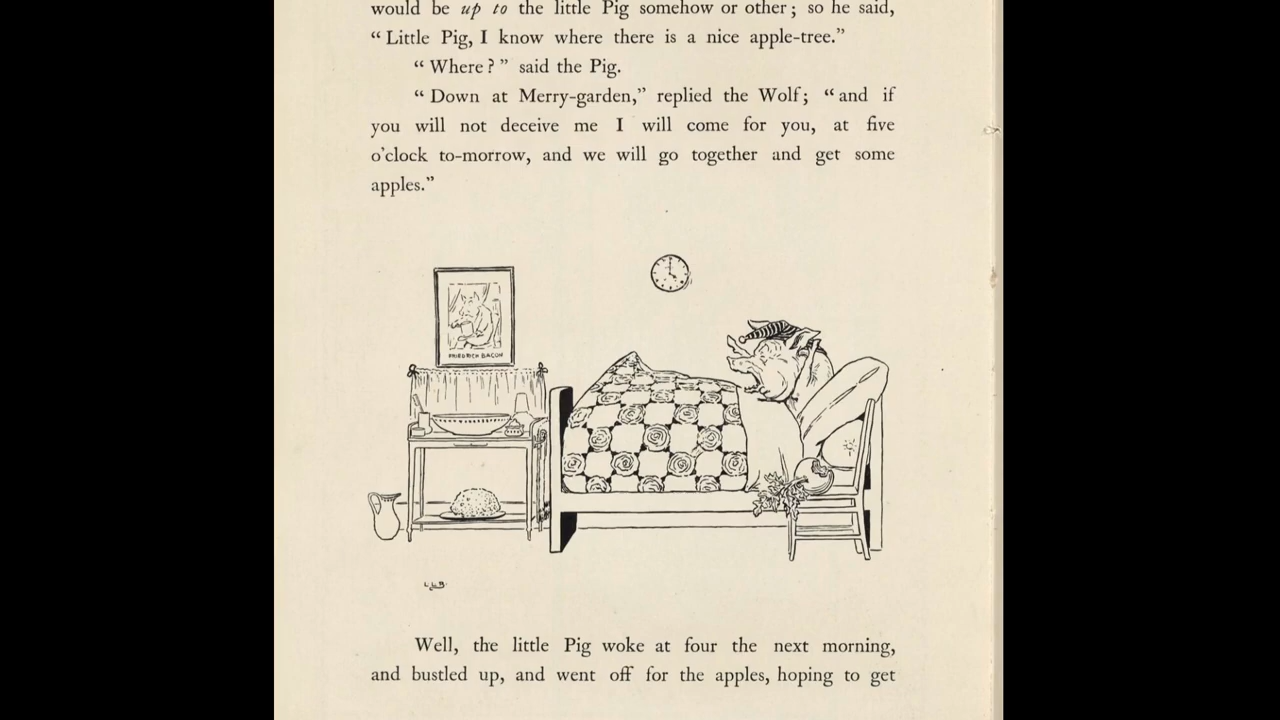 would be up to the little Pig somehow or other; so he said,
“Little Pig, I know where there is a nice apple-tree.”
“Where?” said the Pig.
“Down at Merry-garden,” replied the Wolf; “and if
you will not deceive me I will come for you, at five
o’clock to-morrow, and we will go together and get some
apples.”
FRIEDRICH BACON
L.L.B.
Well, the little Pig woke at four the next morning,
and bustled up, and went off for the apples, hoping to get